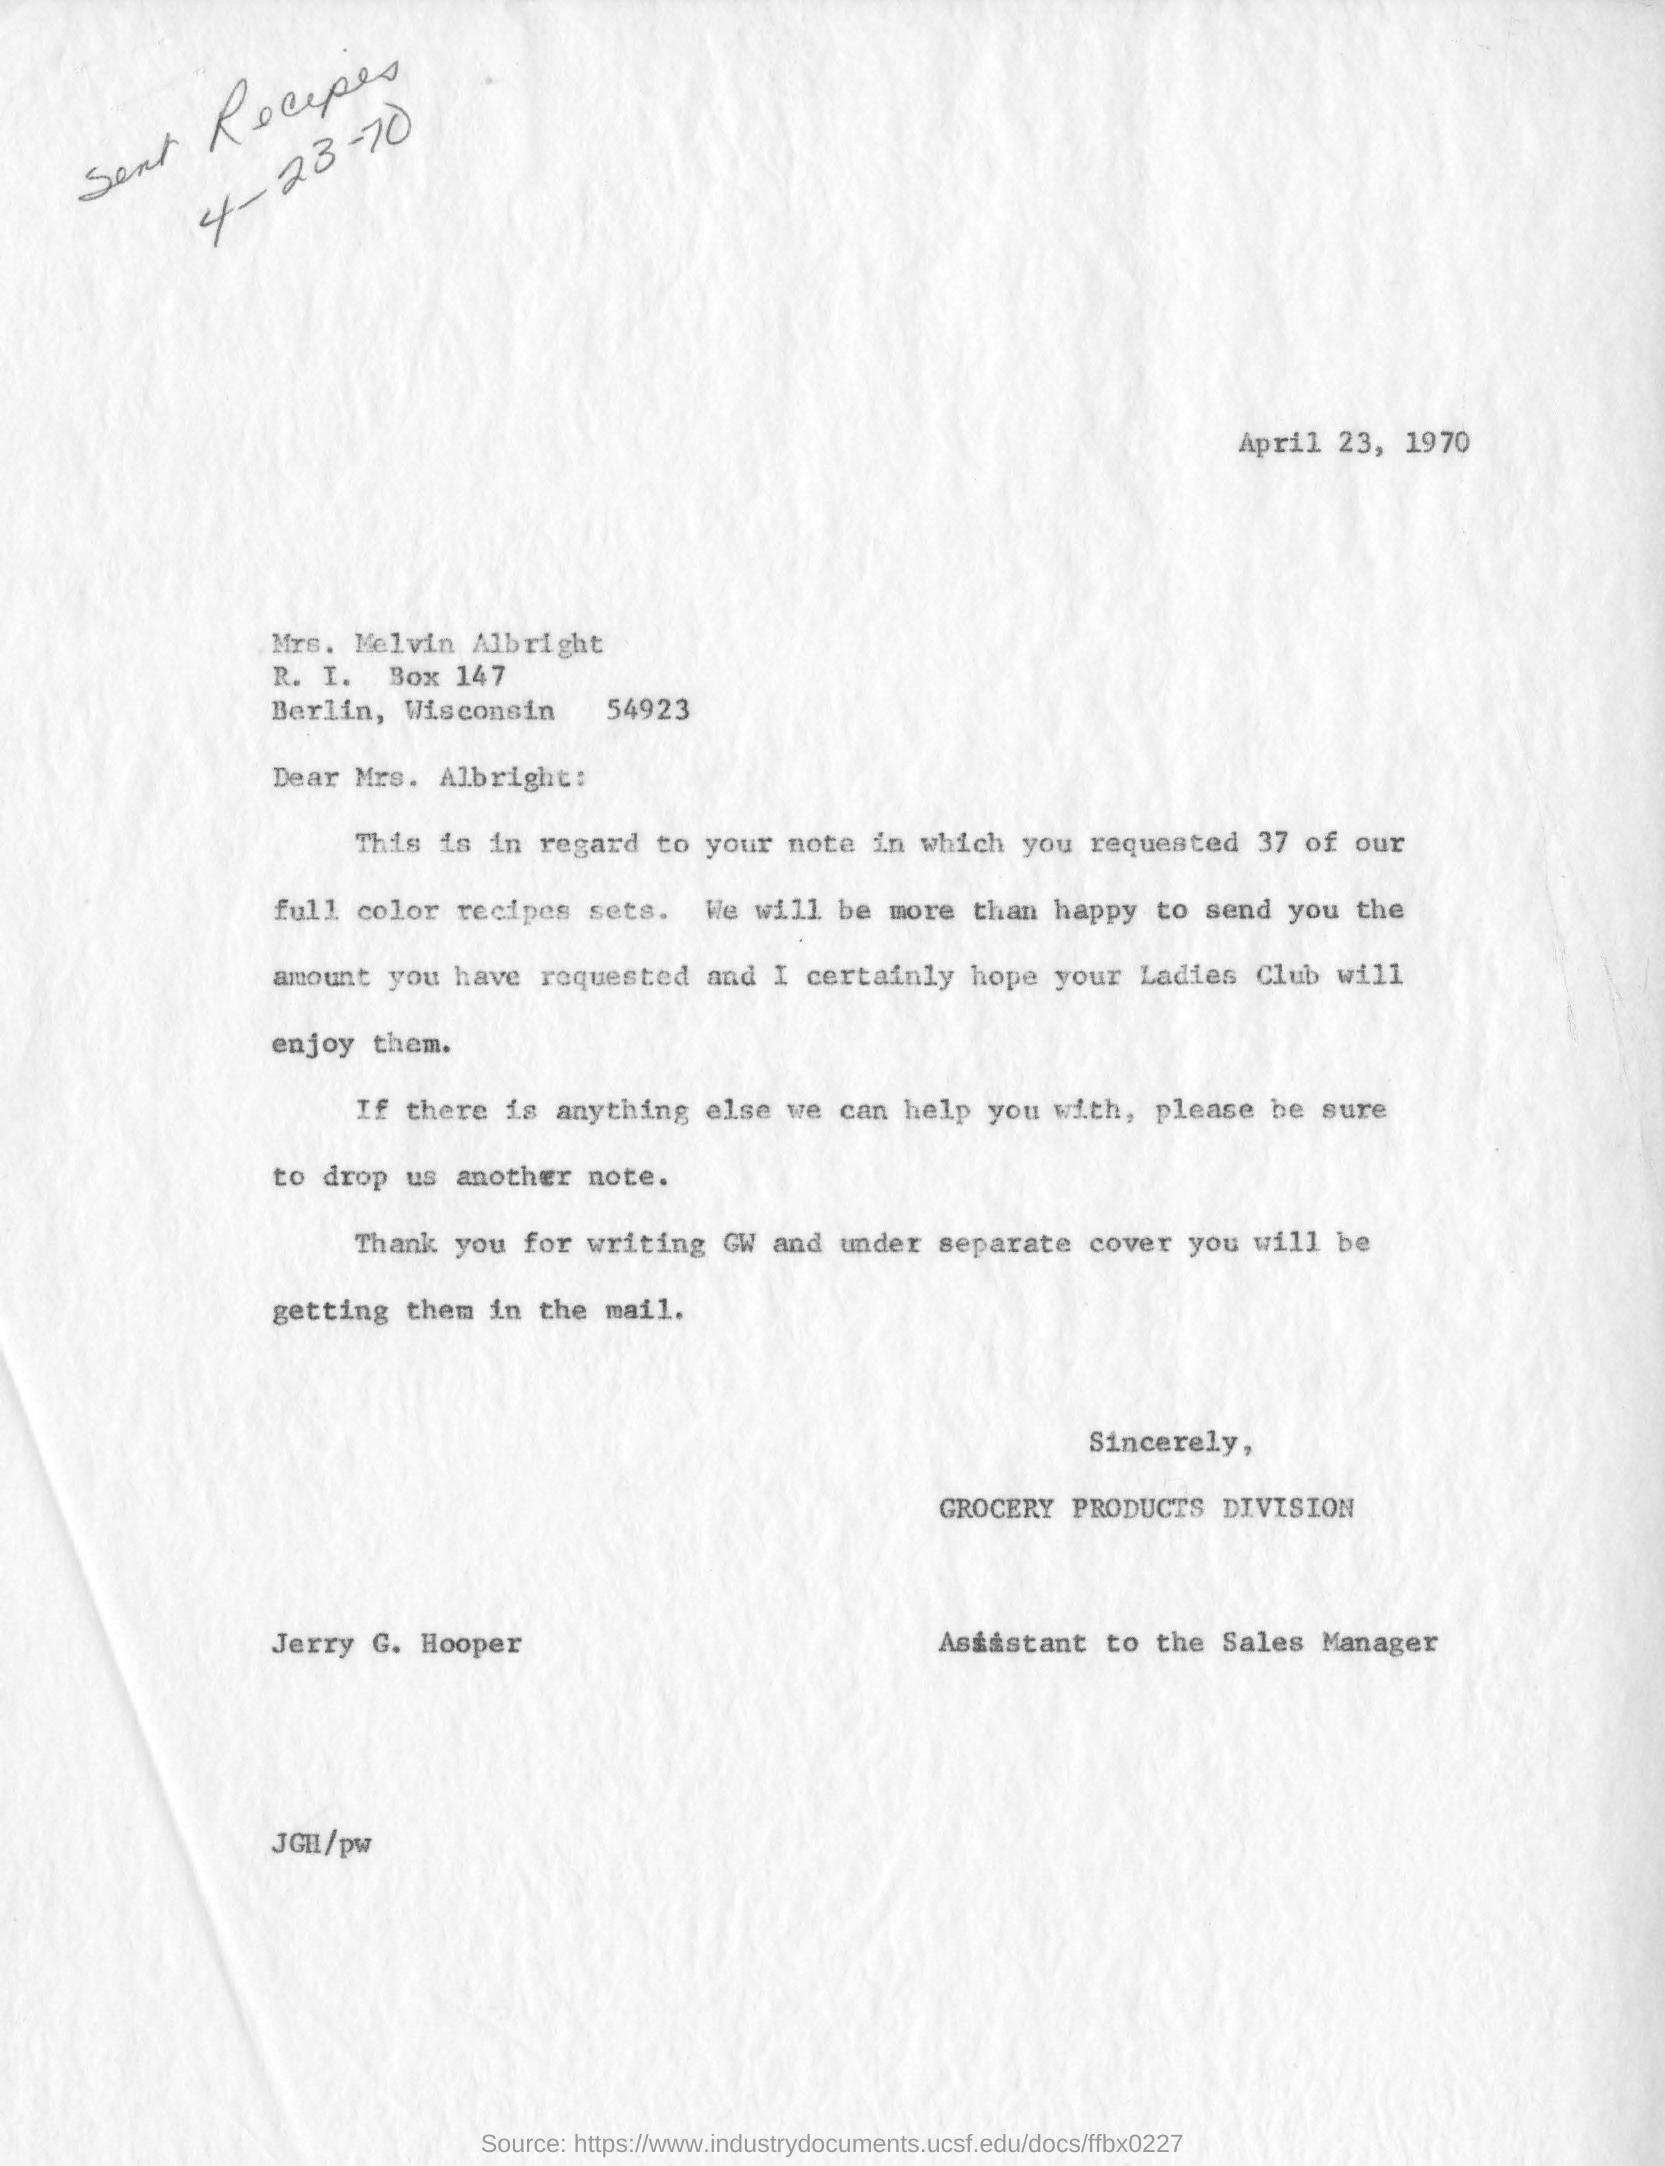 Sent Recipes
4-23-70
April 23, 1970
Mrs. Melvin Albright
R. I. Box 147
Berlin, Wisconsin 54923
Dear Mrs. Albright:
This is in regard to your note in which you requested 37 of our
full color recipes sets. We will be more than happy to send you the
amount you have requested and I certainly hope your Ladies Club will
enjoy them.
If there is anything else we can help you with, please be sure
to drop us another note.
Thank you for writing GW and under separate cover you will be
getting them in the mail.
Sincerely,
GROCERY PRODUCTS DIVISION
Jerry G. Hooper Assistant to the Sales Manager
JGH/pw
Source: https://www.industrydocuments.ucsf.edu/docs/ffbx0227